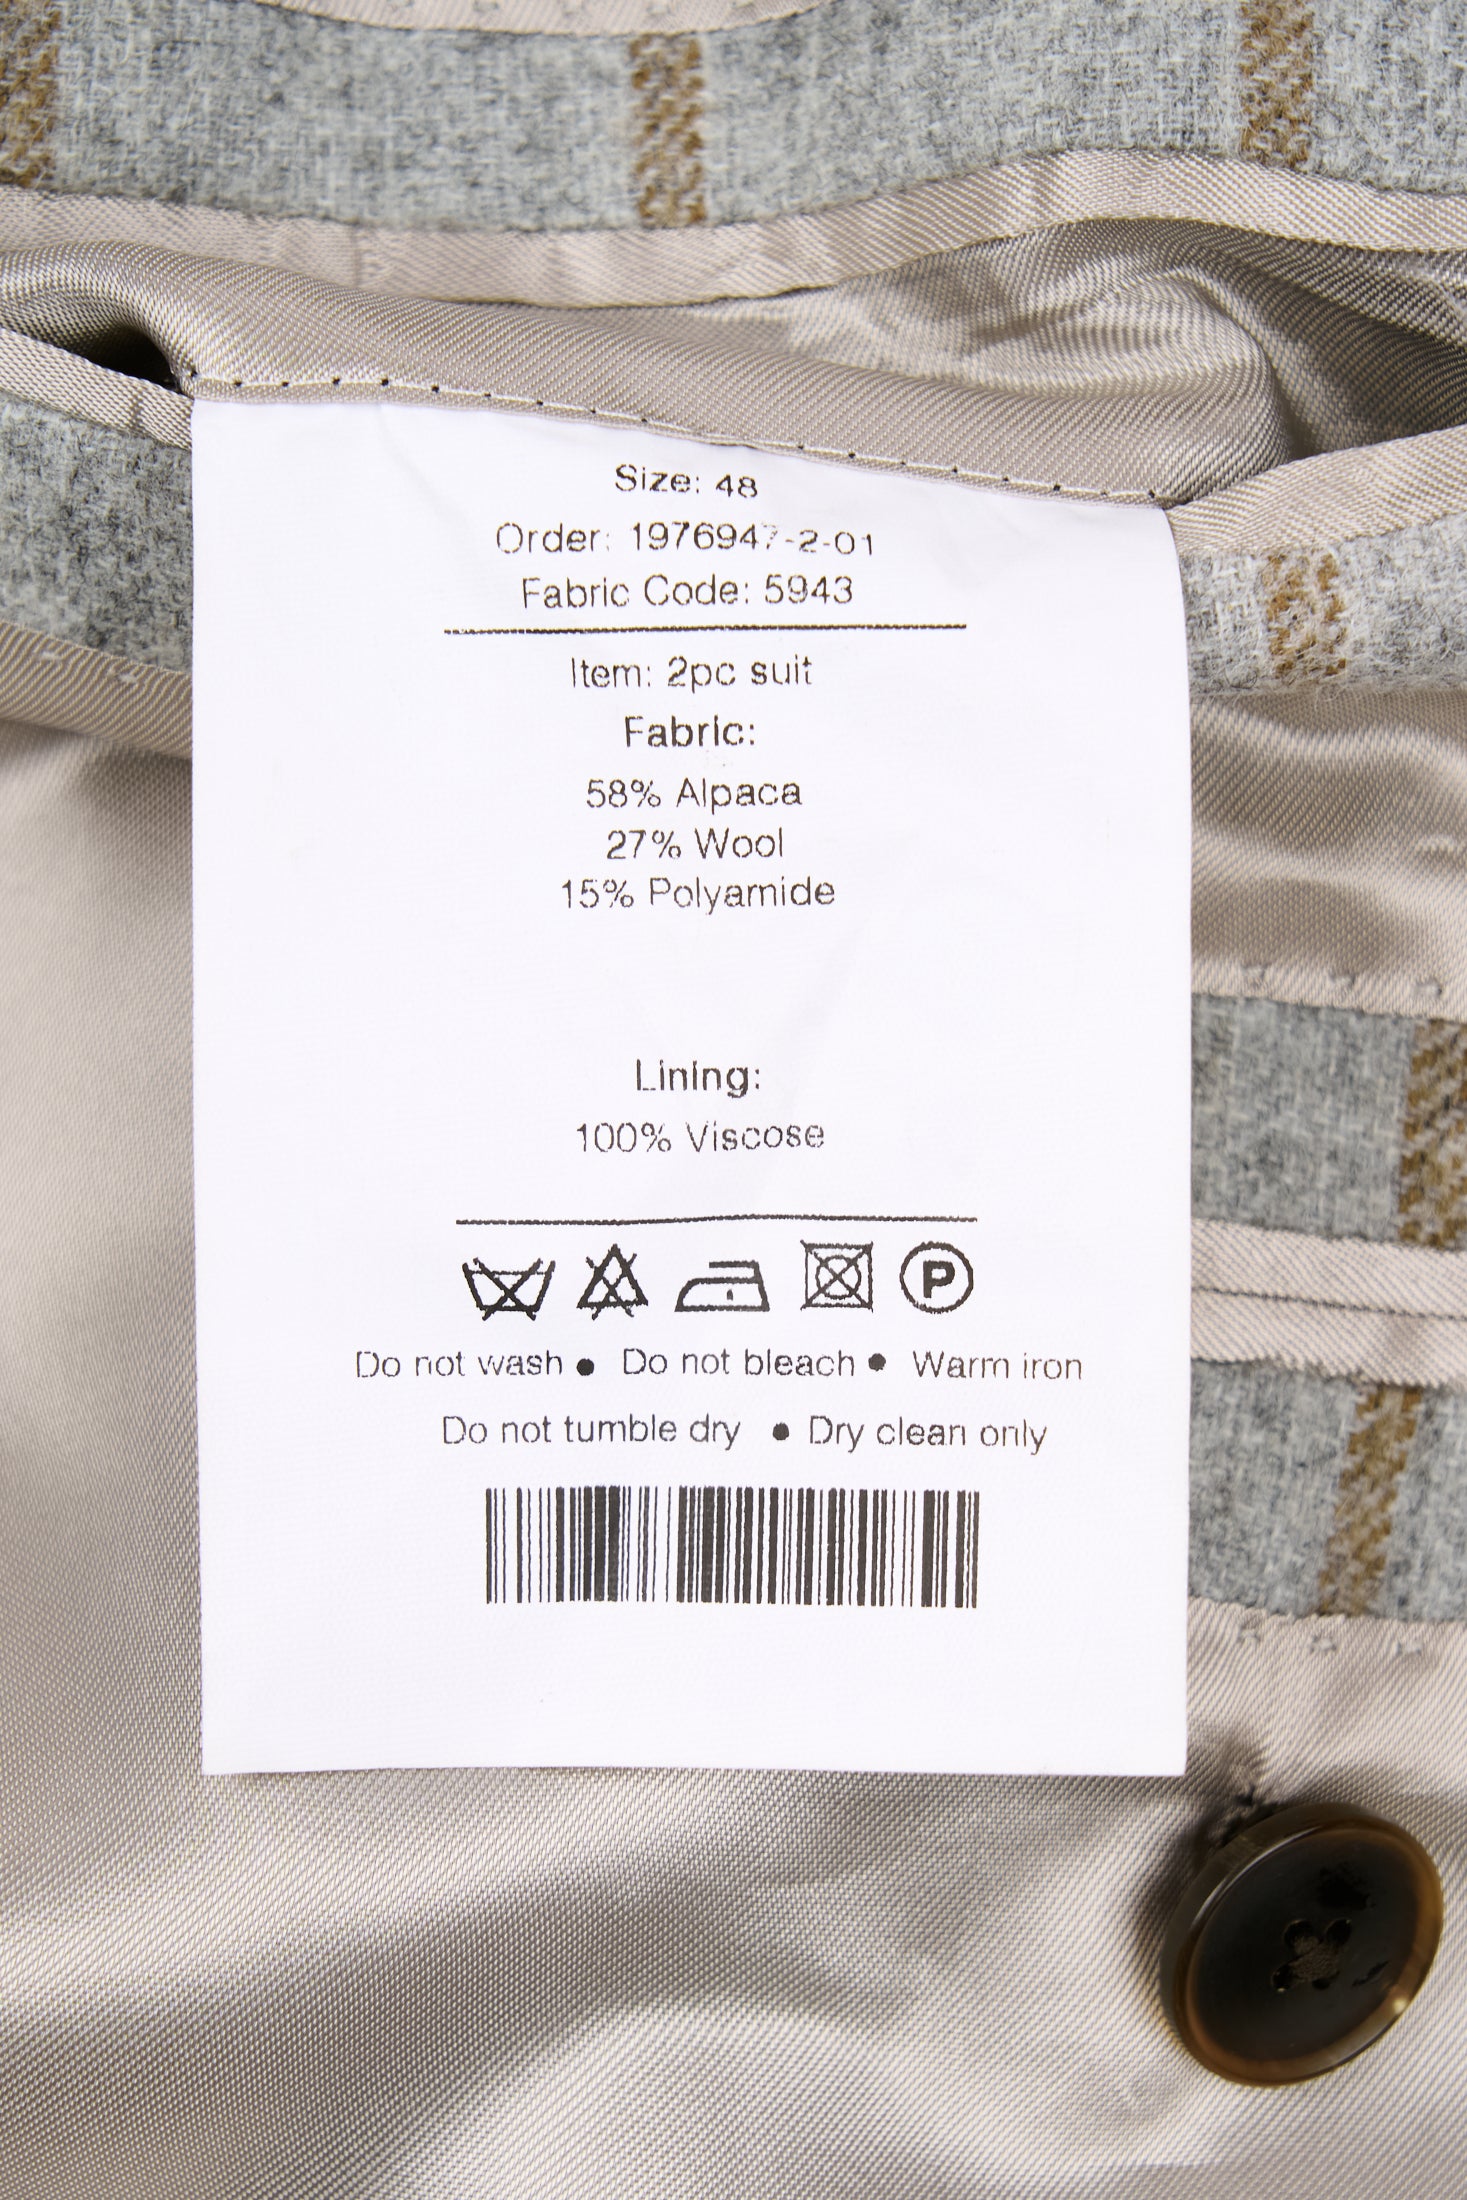 Size: 48
Order: 1976947-2-01
Fabric Code: 5943
Item: 2pc suit
Fabric:
58% Alpaca
27% Wool
15% Polyamide
Lining:
100% Viscose
P
Do not wash ● Do not bleach ● Warm iron
Do not tumble dry ● Dry clean only